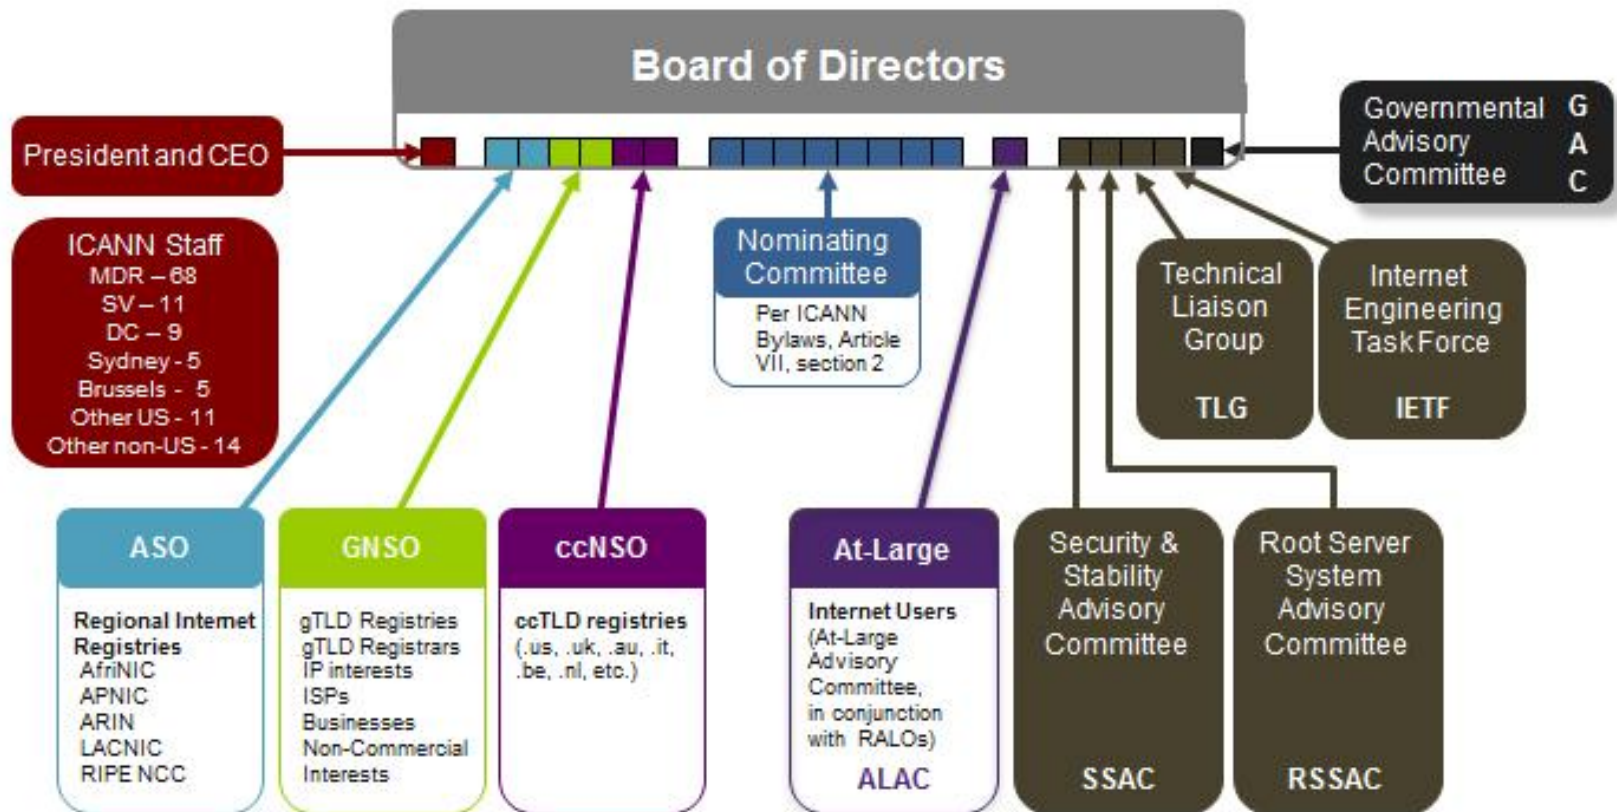 Board of Directors
President and CEO
Governmental
Advisory
Committee
G
A
C
ICANN Staff
MDR – 68
SV – 11
DC – 9
Sydney - 5
Brussels - 5
Other US - 11
Other non-US - 14
Nominating
Committee
Per ICANN
Bylaws, Article
VII, section 2
Technical
Liaison
Group
TLG
Internet
Engineering
Task Force
IETF
ASO
Regional Internet
Registries
AfriNIC
APNIC
ARIN
LACNIC
RIPE NCC
GNSO
gTLD Registries
gTLD Registrars
IP interests
ISPs
Businesses
Non-Commercial
Interests
ccNSO
ccTLD registries
(.us, .uk, .au, .it,
.be, .nl, etc.)
At-Large
Internet Users
(At-Large
Advisory
Committee,
in conjunction
with RALOs)
ALAC
Security &
Stability
Advisory
Committee
SSAC
Root Server
System
Advisory
Committee
RSSAC